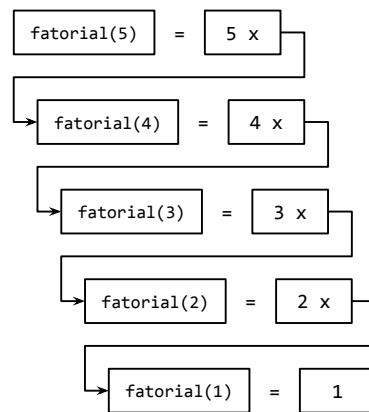 fatorial(5) = 5 x
fatorial(4) = 4 x
fatorial(3) = 3 x
fatorial(2) = 2 x
fatorial(1) = 1